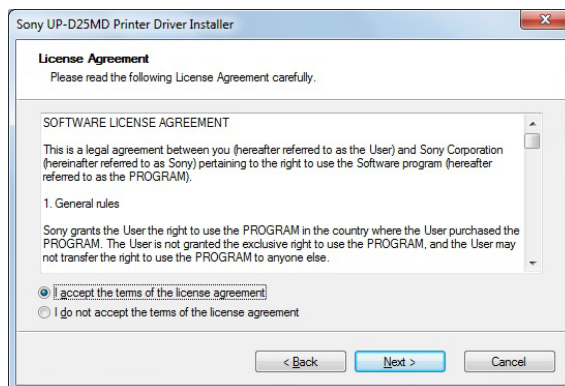 Sony UP-D25MD Printer Driver Installer
License Agreement
Please read the following License Agreement carefully.
SOFTWARE LICENSE AGREEMENT
This is a legal agreement between you (hereafter referred to as the User) and Sony Corporation
(hereinafter referred to as Sony) pertaining to the right to use the Software program (hereafter
referred to as the PROGRAM).
1. General rules
Sony grants the User the right to use the PROGRAM in the country where the User purchased the
PROGRAM. The User is not granted the exclusive right to use the PROGRAM, and the User may
not transfer the right to use the PROGRAM to anyone else.
I accept the terms of the license agreement
I do not accept the terms of the license agreement
< Back Next > Cancel